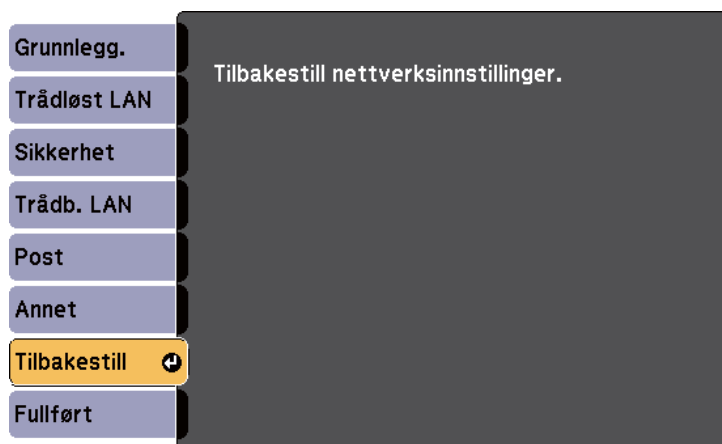 Grunnlegg.
Trådløst LAN
Sikkerhet
Trådb. LAN
Post
Annet
Tilbakestill
Fullført
Tilbakestill nettverksinnstillinger.